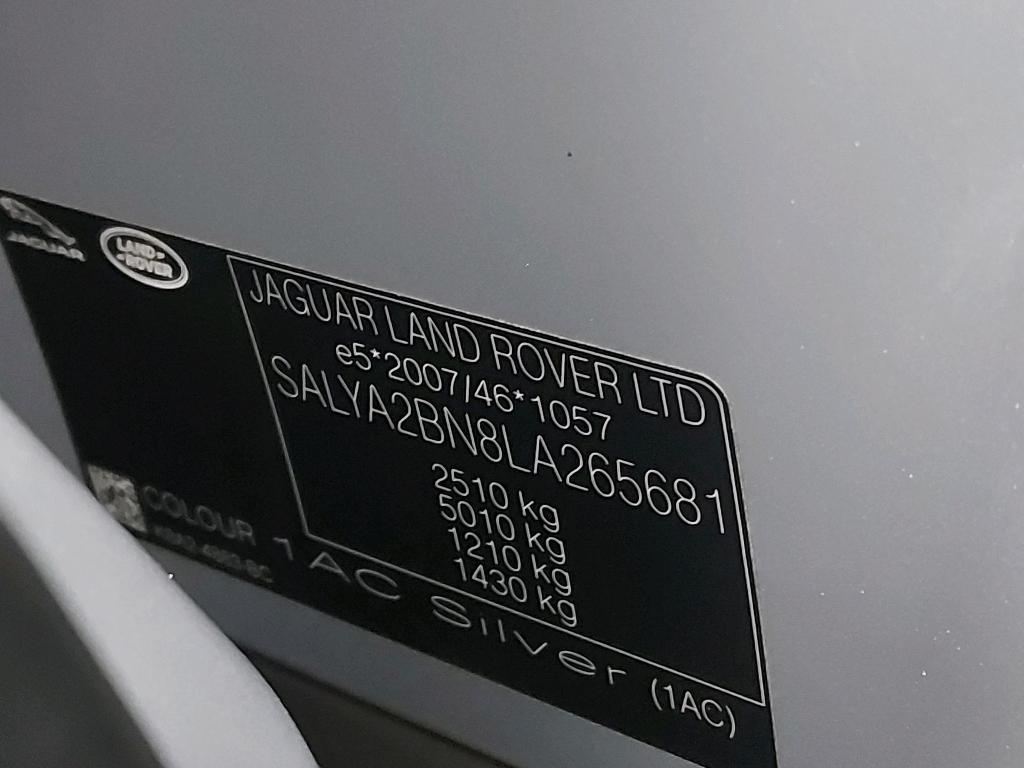 JAGUAR
LAND
ROVER
JAGUAR LAND ROVER LTD
e5*2007/46*1057
SALYA2BN8LA265681
2510 kg
5010 kg
1210 kg
1430 kg
COLOUR 1AC Silver (1AC)